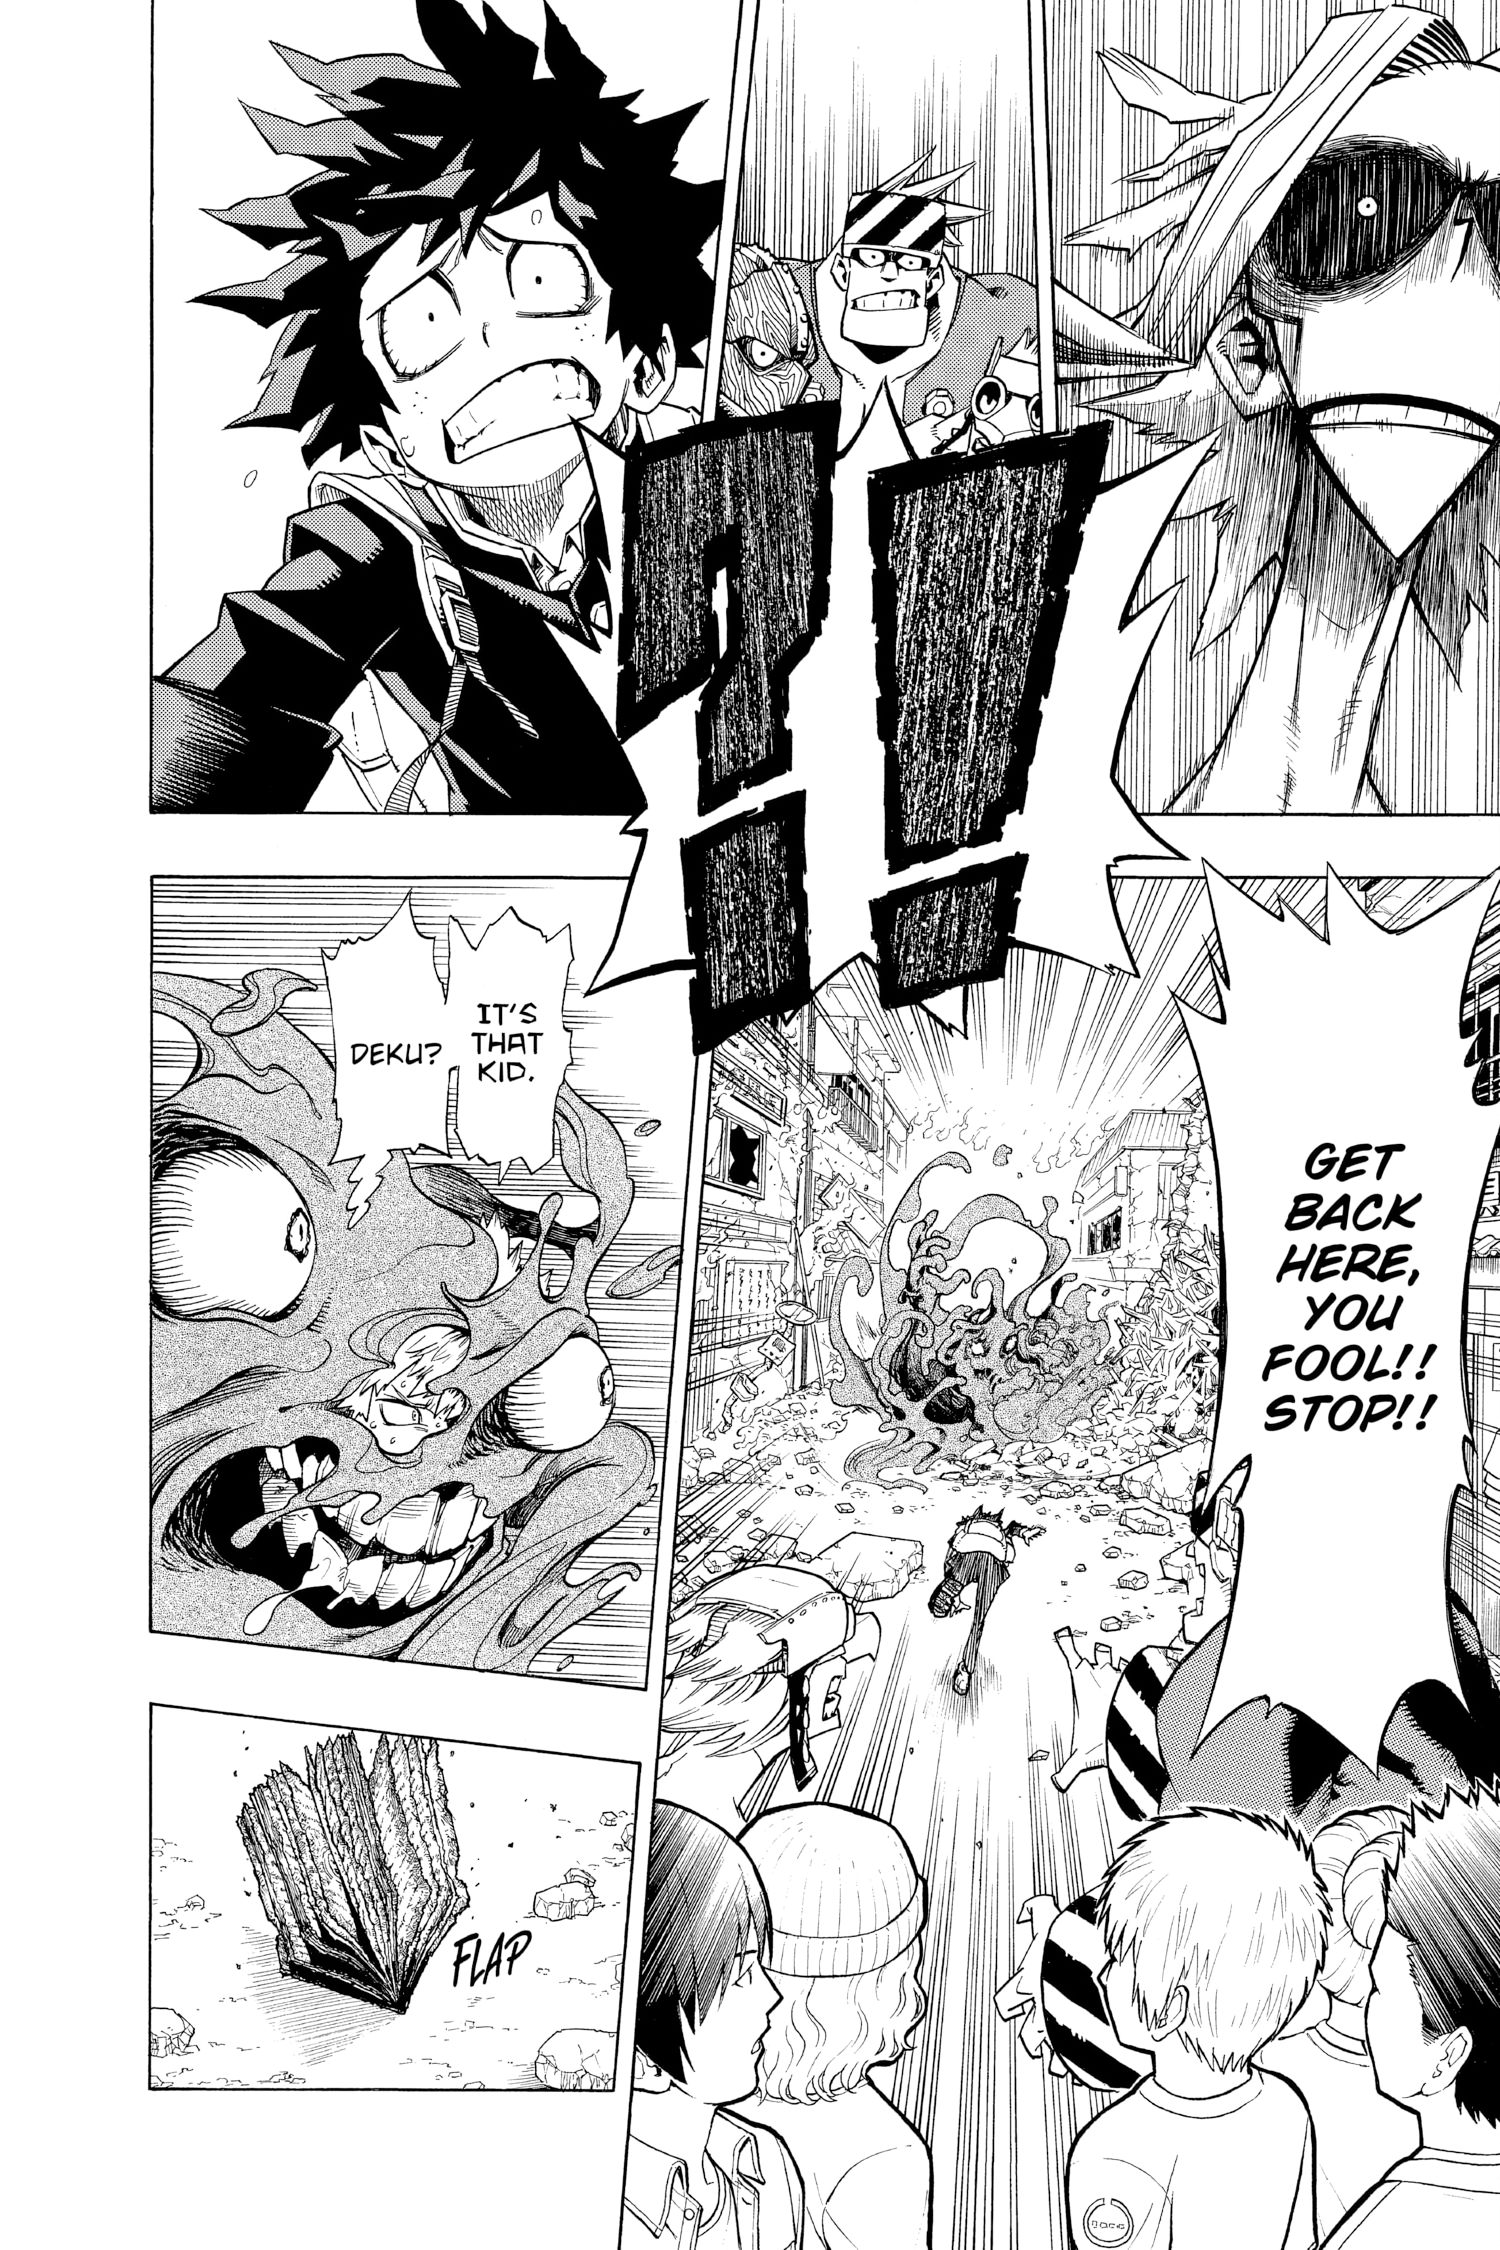 ?!
GET
BACK
HERE,
YOU
FOOL!!
STOP!!
IT'S
THAT
KID.
DEKU?
FLAP